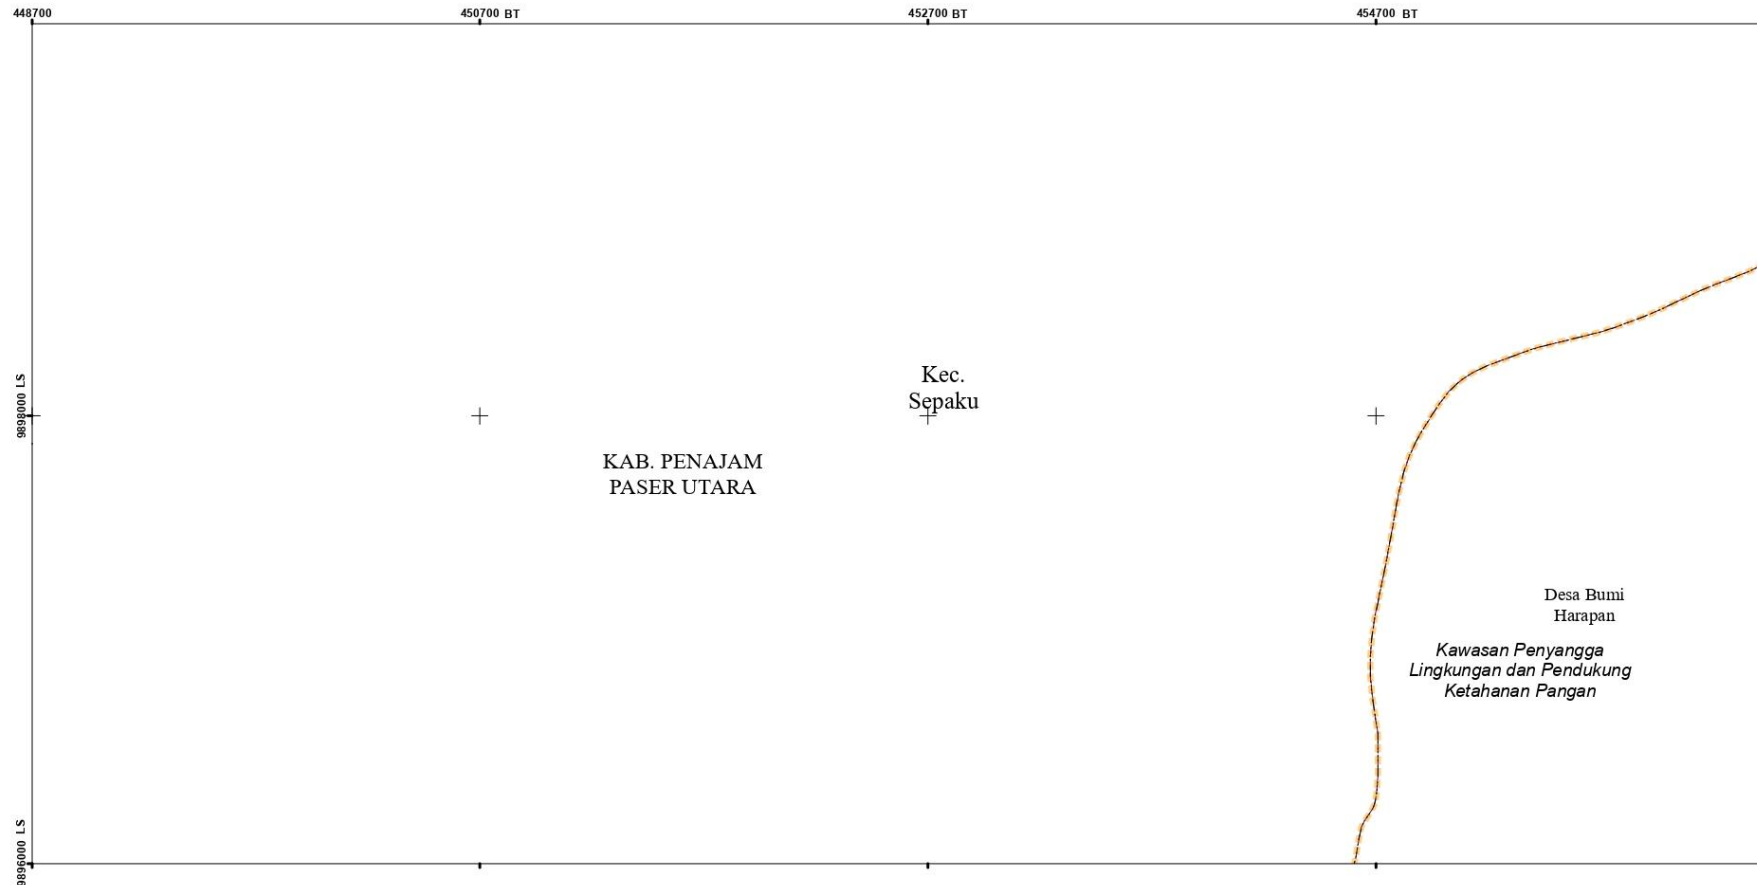 448700
450700 BT
452700 BT
454700 BT
9898000 LS
Kec.
Sepaku
KAB. PENAJAM
PASER UTARA
Desa Bumi
Harapan
Kawasan Penyangga
Lingkungan dan Pendukung
Ketahanan Pangan
9896000 LS